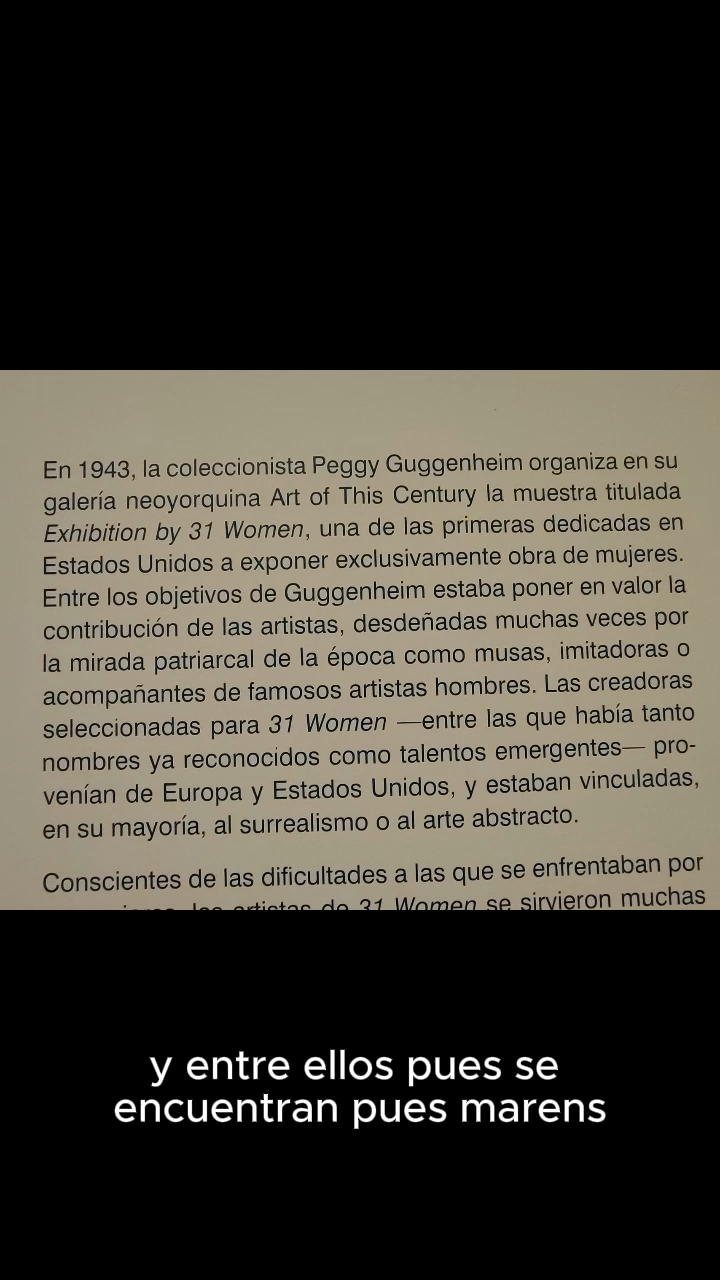 En 1943, la coleccionista Peggy Guggenheim organiza en su
galería neoyorquina Art of This Century la muestra titulada
Exhibition by 31 Women, una de las primeras dedicadas en
Estados Unidos a exponer exclusivamente obra de mujeres.
Entre los objetivos de Guggenheim estaba poner en valor la
contribución de las artistas, desdeñadas muchas veces por
la mirada patriarcal de la época como musas, imitadoras o
acompañantes de famosos artistas hombres. Las creadoras
seleccionadas para 31 Women —entre las que había tanto
nombres ya reconocidos como talentos emergentes— pro-
venían de Europa y Estados Unidos, y estaban vinculadas,
en su mayoría, al surrealismo o al arte abstracto.
Conscientes de las dificultades a las que se enfrentaban por
las artistas de 31 Women se sirvieron muchas
y entre ellos pues se
encuentran pues marens